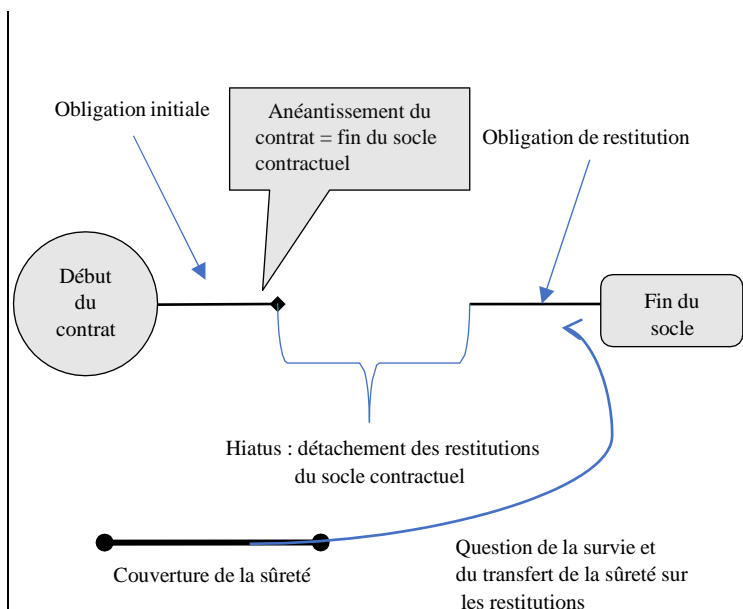 Obligation initiale
Anéantissement du
contrat = fin du socle
contractuel
Obligation de restitution
Début
du
contrat
Fin du
socle
Hiatus : détachement des restitutions
du socle contractuel
Couverture de la sûreté
Question de la survie et
du transfert de la sûreté sur
les restitutions